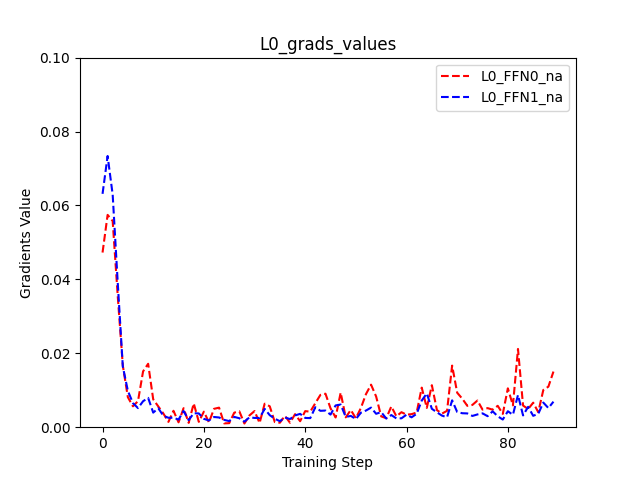 L0_grads_values
L0_FFN0_na
L0_FFN1_na
Gradients Value
0.10
0.08
0.06
0.04
0.02
0.00
0
20
40
60
80
Training Step